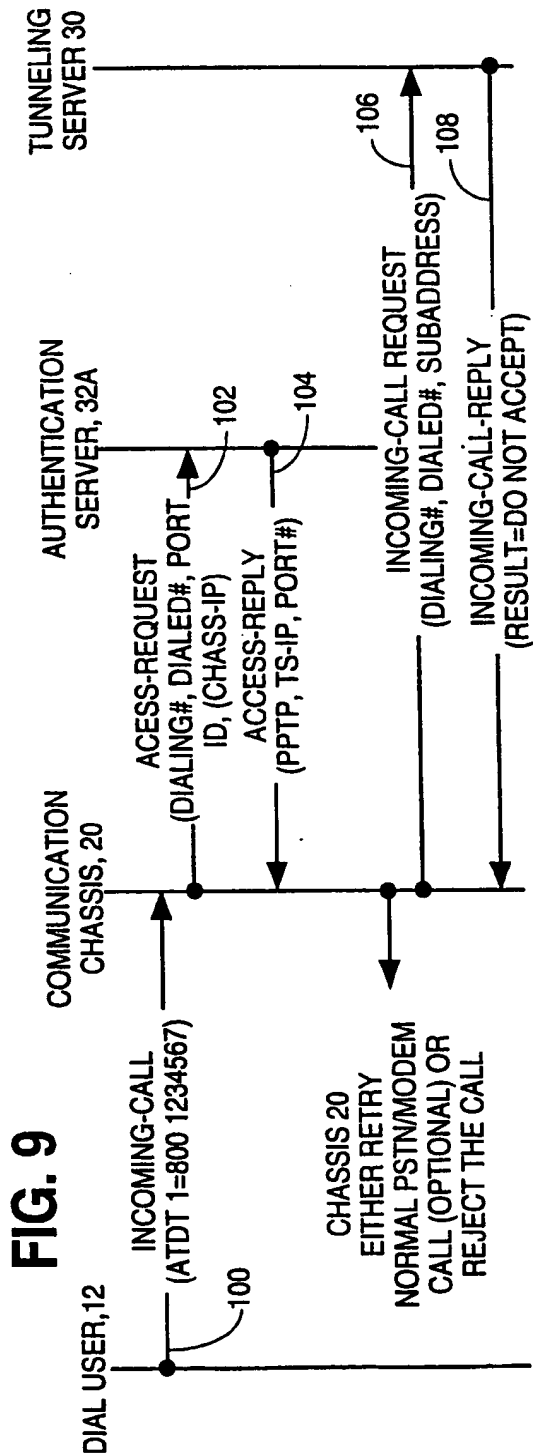 FIG. 9
DIAL USER,12
COMMUNICATION
CHASSIS, 20
AUTHENTICATION
SERVER, 32A
TUNNELING
SERVER 30
INCOMING-CALL
(ATDT 1=800 1234567)
100
ACESS-REQUEST
(DIALING#, DIALED#, PORT
ID, (CHASS-IP)
102
ACCESS-REPLY
(PPTP, TS-IP, PORT#)
104
CHASSIS 20
EITHER RETRY
NORMAL PSTN/MODEM
CALL (OPTIONAL) OR
REJECT THE CALL
INCOMING-CALL REQUEST
(DIALING#, DIALED#, SUBADDRESS)
106
INCOMING-CALL-REPLY
(RESULT=DO NOT ACCEPT)
108